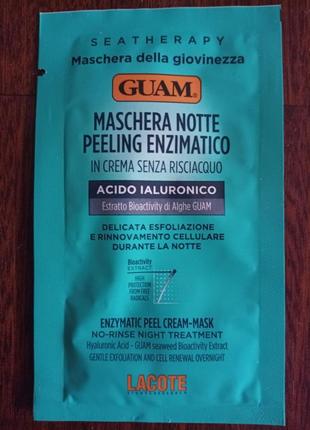 SEATHERAPY
Maschera della giovinezza
GUAM®
MASCHERA NOTTE
PEELING ENZIMATICO
IN CREMA SENZA RISCIACQUO
ACIDO IALURONICO
Estratto Bioactivity di Alghe GUAM
DELICATA ESFOLIAZIONE
E RINNOVAMENTO CELLULARE
DURANTE LA NOTTE
Bioactivity
EXTRACT
HIGH
PROTECTION
FROM FREE
RADICALS
ENZYMATIC PEEL CREAM-MASK
NO-RINSE NIGHT TREATMENT
Hyaluronic Acid - GUAM seaweed Bioactivity Extract
GENTLE EXFOLIATION AND CELL RENEWAL OVERNIGHT
LACOTE